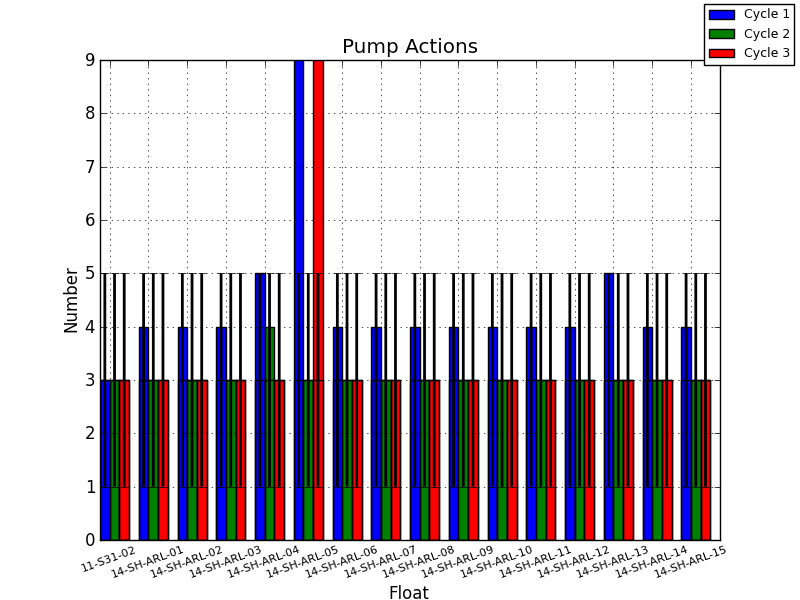 Cycle 1
Cycle 2
Cycle 3
Pump Actions
9
8
7
6
5
4
3
2
1
0
Number
11-S31-02
14-SH-ARL-01
14-SH-ARL-02
14-SH-ARL-03
14-SH-ARL-04
14-SH-ARL-05
14-SH-ARL-06
14-SH-ARL-07
14-SH-ARL-08
14-SH-ARL-09
14-SH-ARL-10
14-SH-ARL-11
14-SH-ARL-12
14-SH-ARL-13
14-SH-ARL-14
14-SH-ARL-15
Float